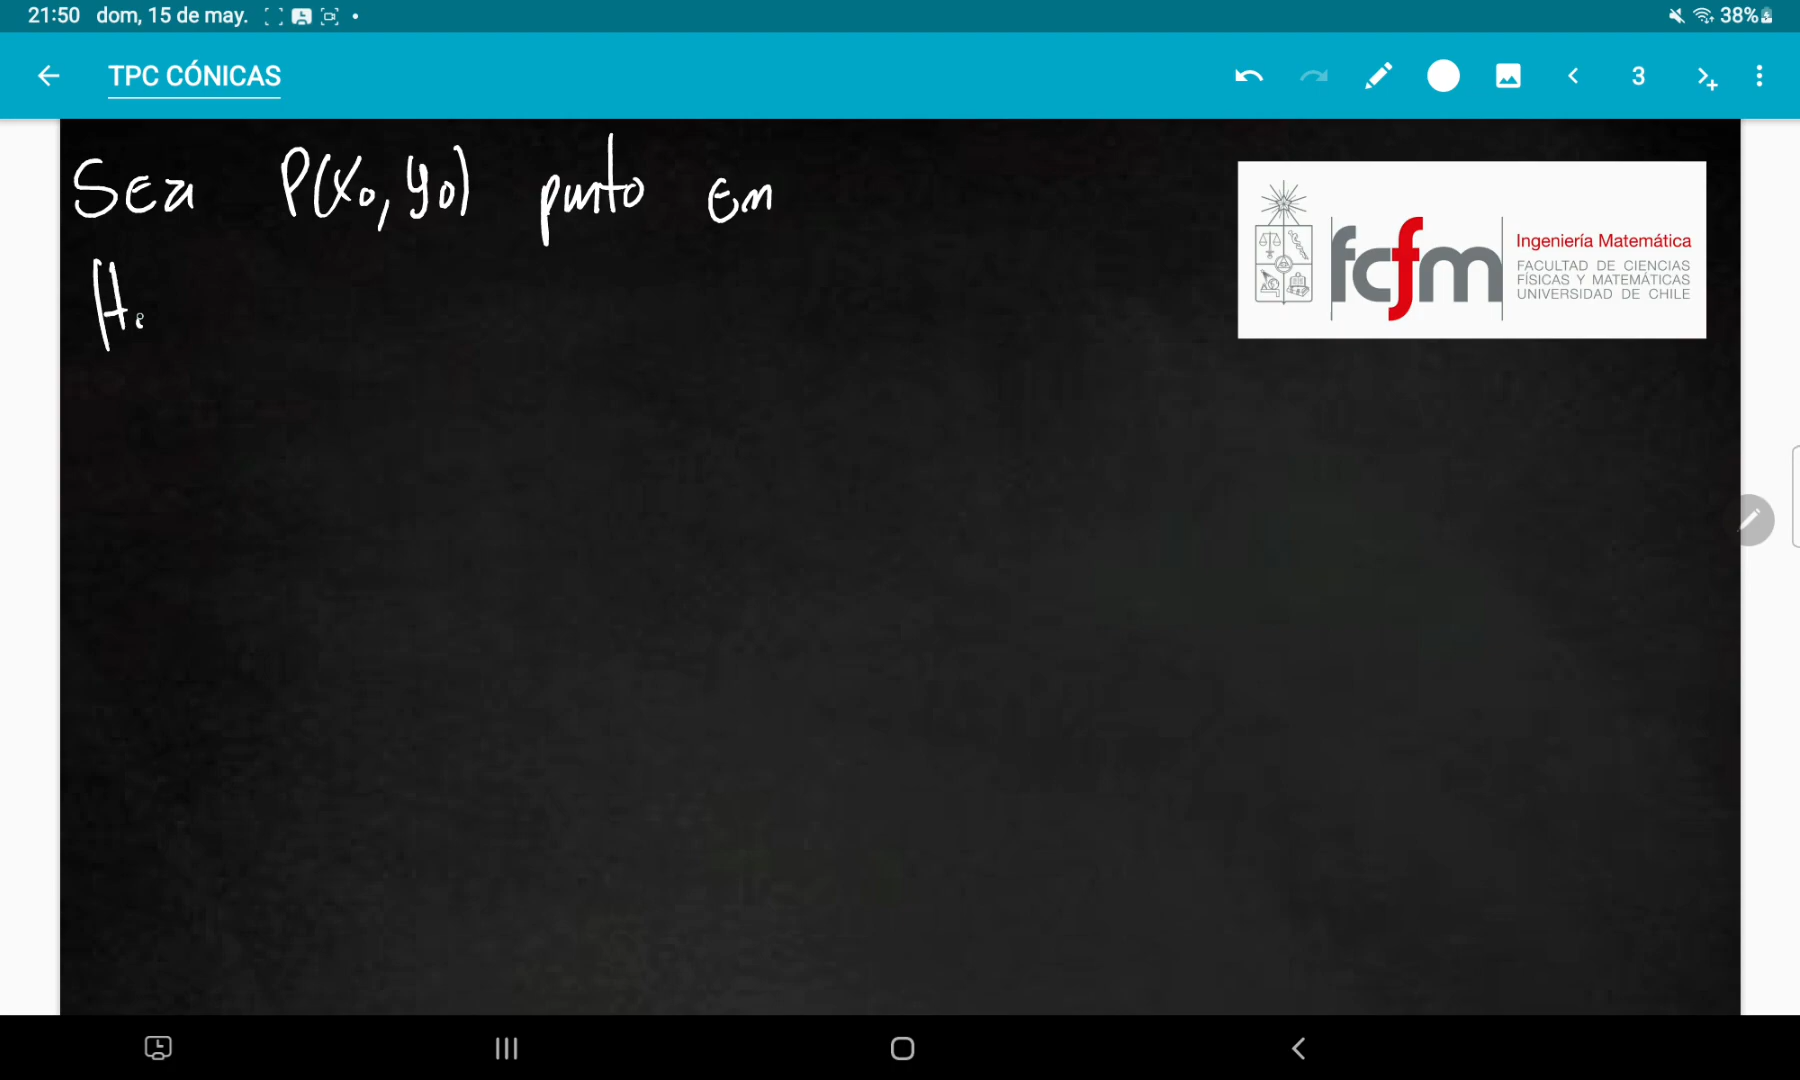 21:50 dom, 15 de may. 38%
TPC CÓNICAS 3
Sea P(x₀, y₀) punto en
H.
fcfm
Ingeniería Matemática
FACULTAD DE CIENCIAS
FÍSICAS Y MATEMÁTICAS
UNIVERSIDAD DE CHILE